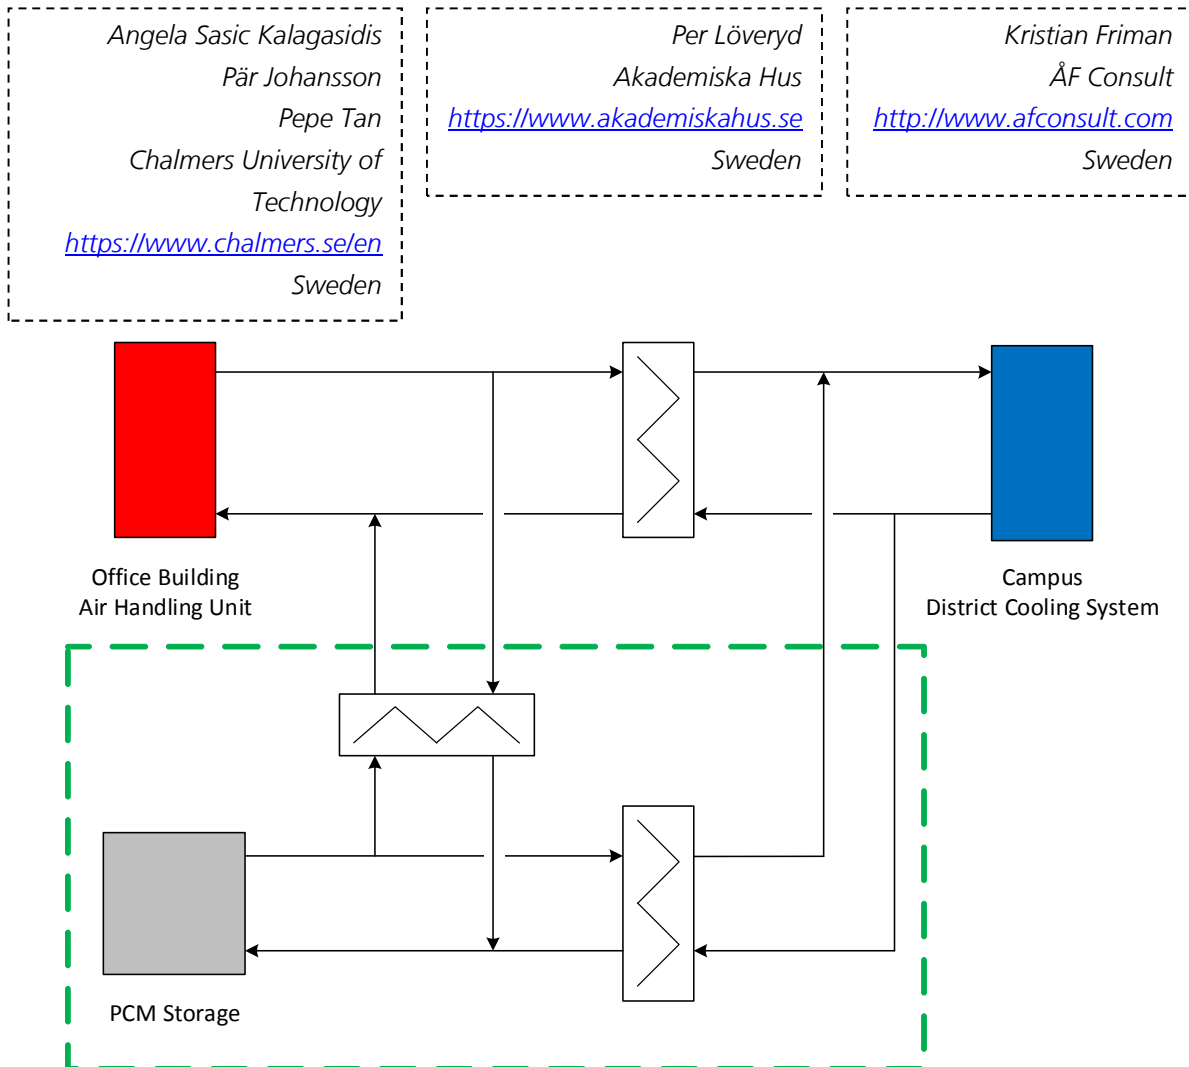 Angela Sasic Kalagasidis
Pär Johansson
Pepe Tan
Chalmers University of
Technology
https://www.chalmers.se/en
Sweden
Per Löveryd
Akademiska Hus
https://www.akademiskahus.se
Sweden
Kristian Friman
ÅF Consult
http://www.afconsult.com
Sweden
Office Building
Air Handling Unit
Campus
District Cooling System
PCM Storage